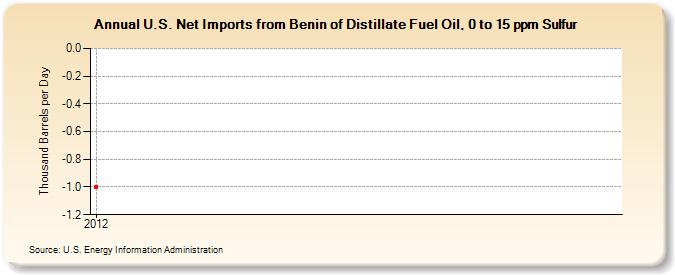 Annual U.S. Net Imports from Benin of Distillate Fuel Oil, 0 to 15 ppm Sulfur
Thousand Barrels per Day
0.0
-0.2
-0.4
-0.6
-0.8
-1.0
-1.2
2012
Source: U.S. Energy Information Administration